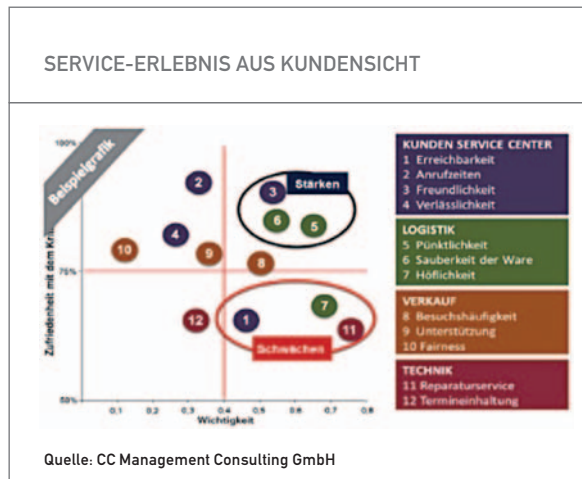 SERVICE-ERLEBNIS AUS KUNDENSICHT
Beispielgrafik
100%
75%
50%
Zufriedenheit mit dem
Stärken
Schwächen
1
2
3
4
5
6
7
8
9
10
11
12
0,1 0,2 0,3 0,4 0,5 0,6 0,7 0,8
Wichtigkeit
KUNDEN SERVICE CENTER
1 Erreichbarkeit
2 Anrufzeiten
3 Freundlichkeit
4 Verlässlichkeit
LOGISTIK
5 Pünktlichkeit
6 Sauberkeit der Ware
7 Höflichkeit
VERKAUF
8 Besuchshäufigkeit
9 Unterstützung
10 Fairness
TECHNIK
11 Reparaturservice
12 Termineinhaltung
Quelle: CC Management Consulting GmbH